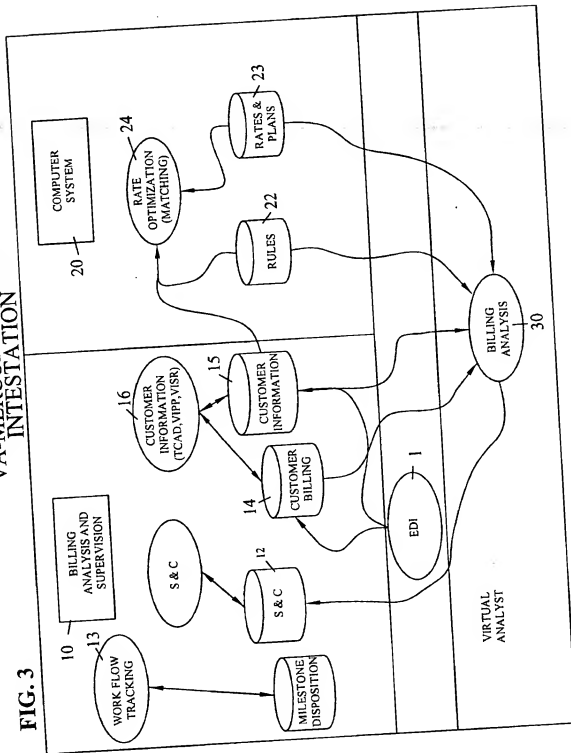 FIG. 3
INTESTATION
10
BILLING
ANALYSIS AND
SUPERVISION
20
COMPUTER
SYSTEM
13
WORK FLOW
TRACKING
S & C
16
CUSTOMER
INFORMATION
(TCAD,VIPP,VISR)
24
RATE
OPTIMIZATION
(MATCHING)
MILESTONE
DISPOSITION
12
S & C
14
CUSTOMER
BILLING
15
CUSTOMER
INFORMATION
22
RULES
23
RATES &
PLANS
EDI
1
VIRTUAL
ANALYST
BILLING
ANALYSIS
30